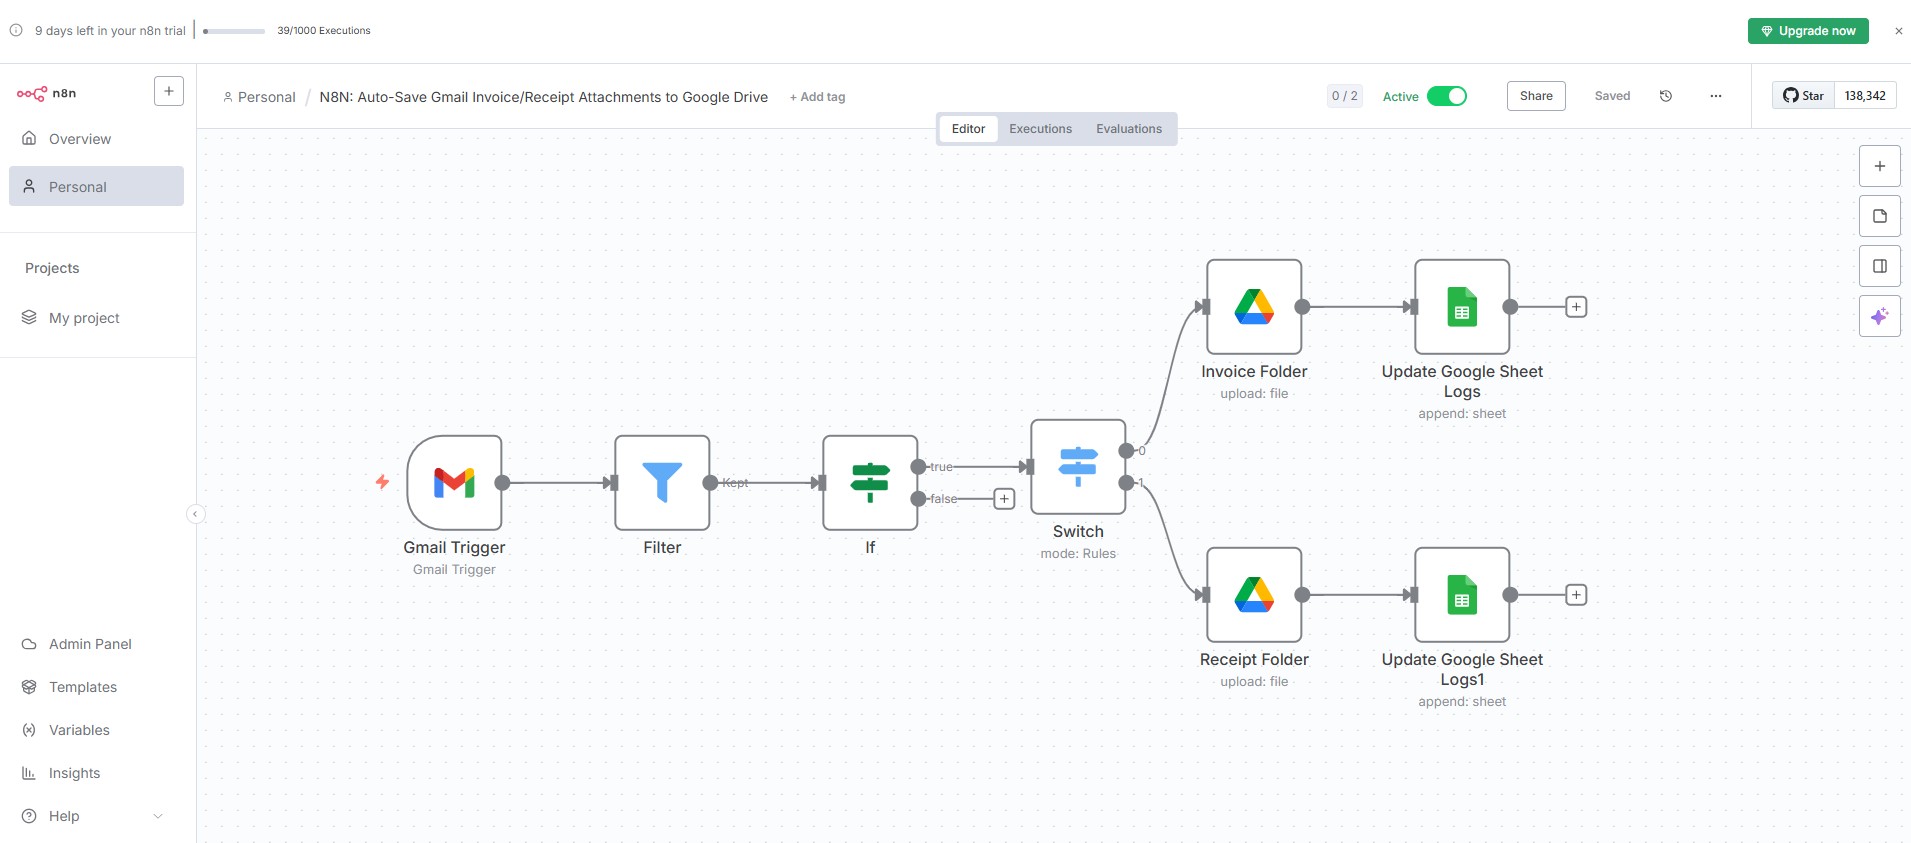 9 days left in your n8n trial
39/1000 Executions
Upgrade now
n8n
Personal / N8N: Auto-Save Gmail Invoice/Receipt Attachments to Google Drive + Add tag
0 / 2
Active
Share
Saved
Star
138,342
Editor Executions Evaluations
Overview
Personal
Projects
My project
Admin Panel
Templates
Variables
Insights
Help
Gmail Trigger
Gmail Trigger
Kept
Filter
true
false
If
0
1
Switch
mode: Rules
Invoice Folder
upload: file
Update Google Sheet
Logs
append: sheet
Receipt Folder
upload: file
Update Google Sheet
Logs1
append: sheet